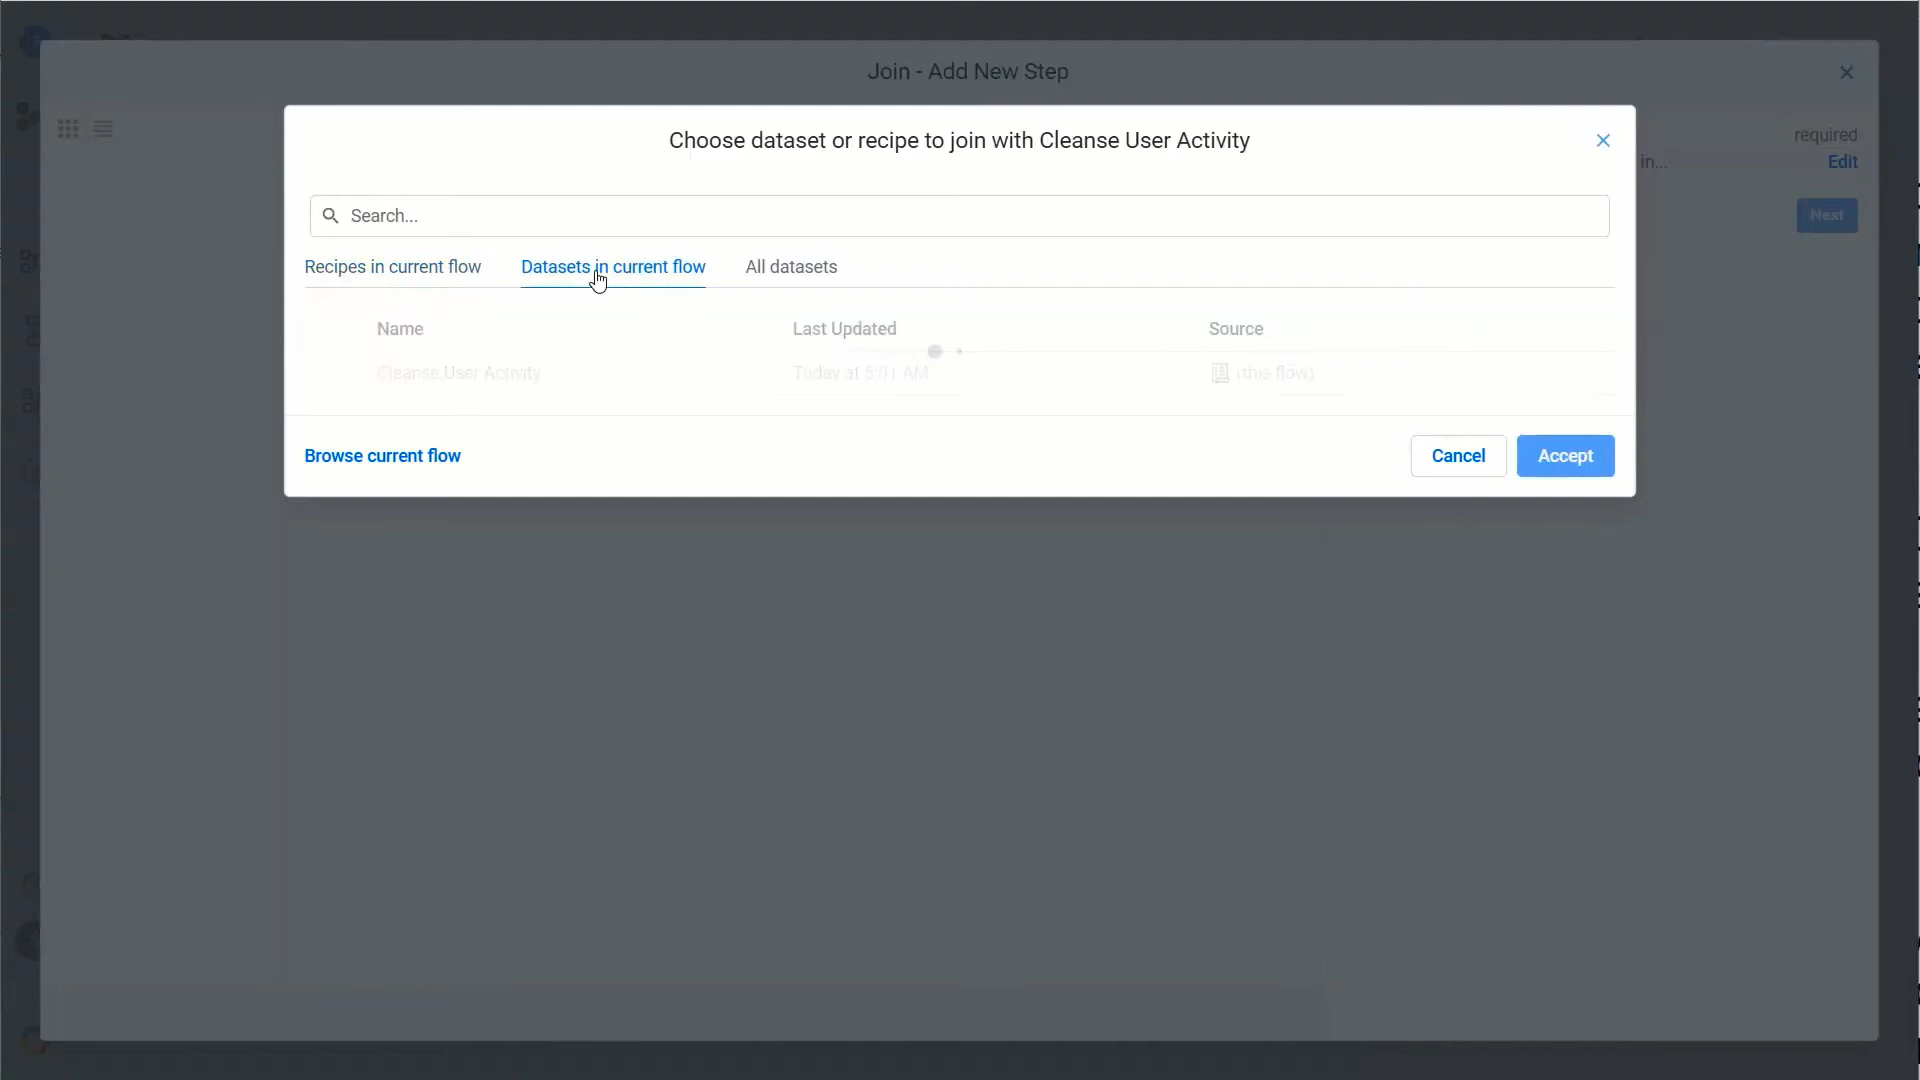 Join - Add New Step
required
in...
Edit
Next
Choose dataset or recipe to join with Cleanse User Activity
Search...
Recipes in current flow Datasets in current flow All datasets
Name Last Updated Source
Cleanse User Activity Today at 5:01 AM (this flow)
Browse current flow Cancel Accept